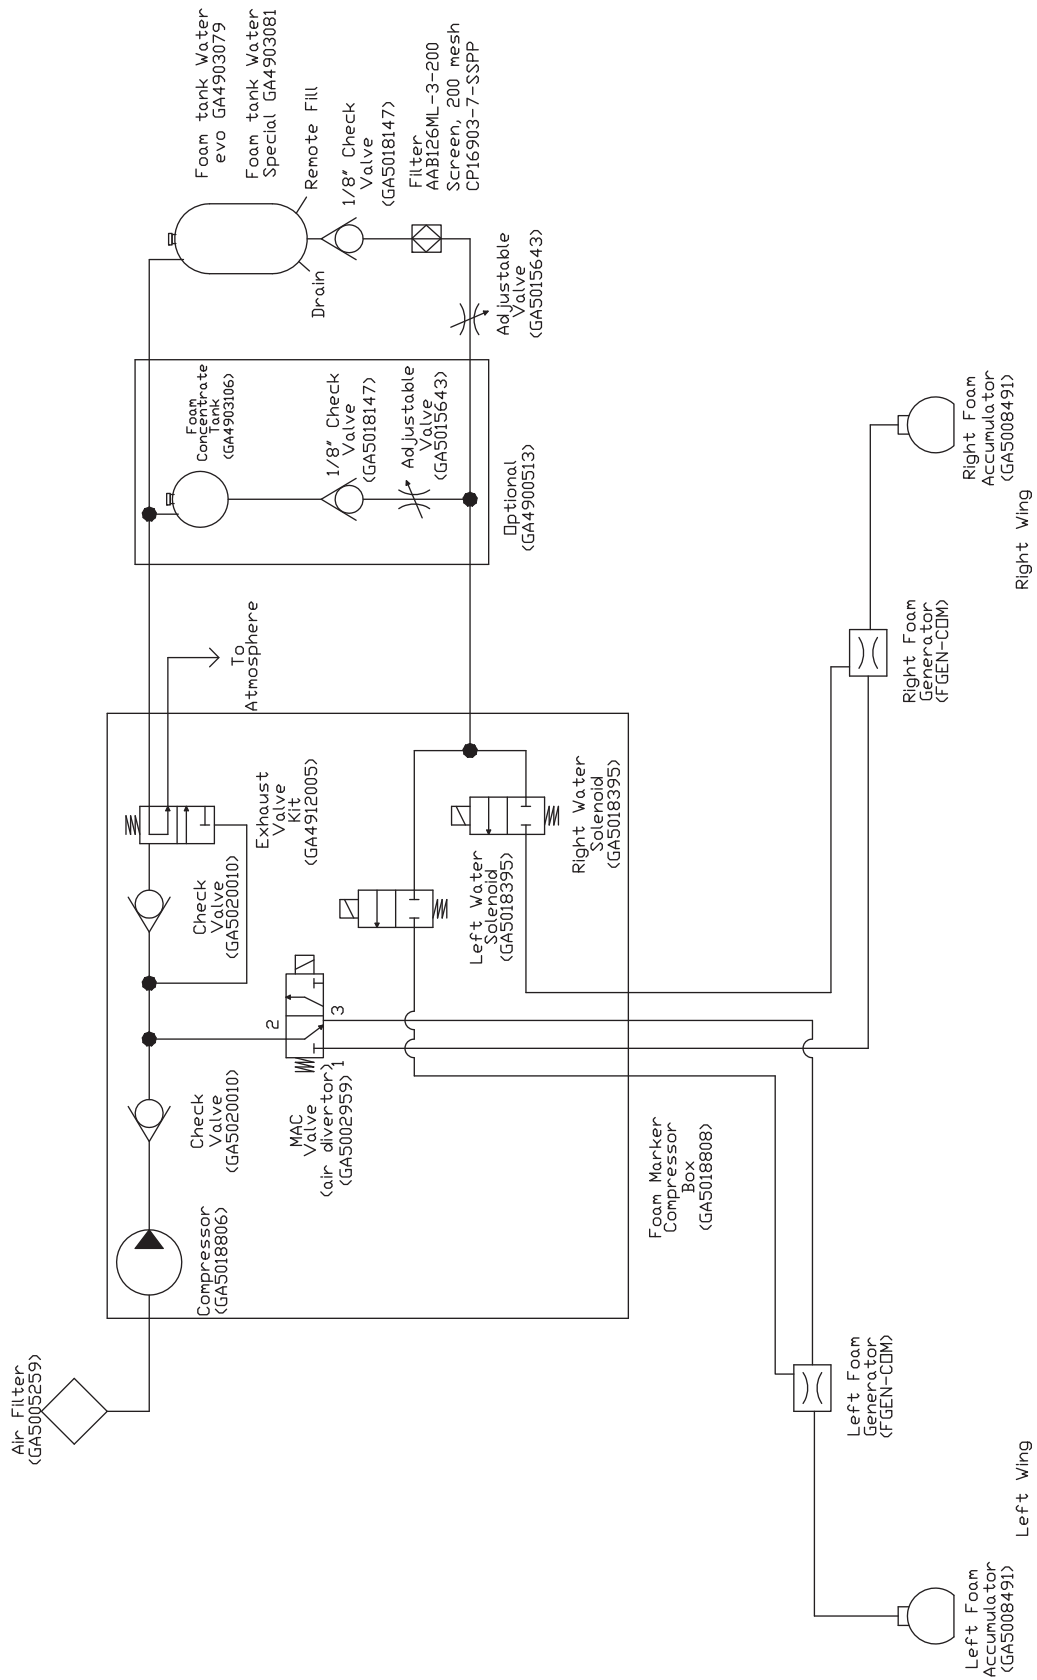 Air Filter
(GA5005259)
Compressor
(GA5018806)
Check
Valve
(GA5020010)
Check
Valve
(GA5020010)
Exhaust
Valve
Kit
(GA4912005)
To
Atmosphere
MAC
Valve
(air divertor)
(GA5002959)
1
2
3
Left Water
Solenoid
(GA5018395)
Right Water
Solenoid
(GA5018395)
Foam Marker
Compressor
Box
(GA5018808)
Foam
Concentrate
Tank
(GA4903106)
1/8" Check
Valve
(GA5018147)
Adjustable
Valve
(GA5015643)
Optional
(GA4900513)
Foam tank Water
evo GA4903079
Foam tank Water
Special GA4903081
Remote Fill
Drain
1/8" Check
Valve
(GA5018147)
Filter
AAB126ML-3-200
Screen, 200 mesh
CP16903-7-SSPP
Adjustable
Valve
(GA5015643)
Left Foam
Generator
(FGEN-COM)
Right Foam
Generator
(FGEN-COM)
Left Foam
Accumulator
(GA5008491)
Right Foam
Accumulator
(GA5008491)
Left Wing
Right Wing